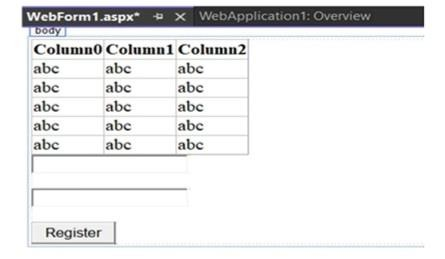 WebForm1.aspx* WebApplication1: Overview
body
Column0 Column1 Column2
abc abc abc
abc abc abc
abc abc abc
abc abc abc
abc abc abc
Register